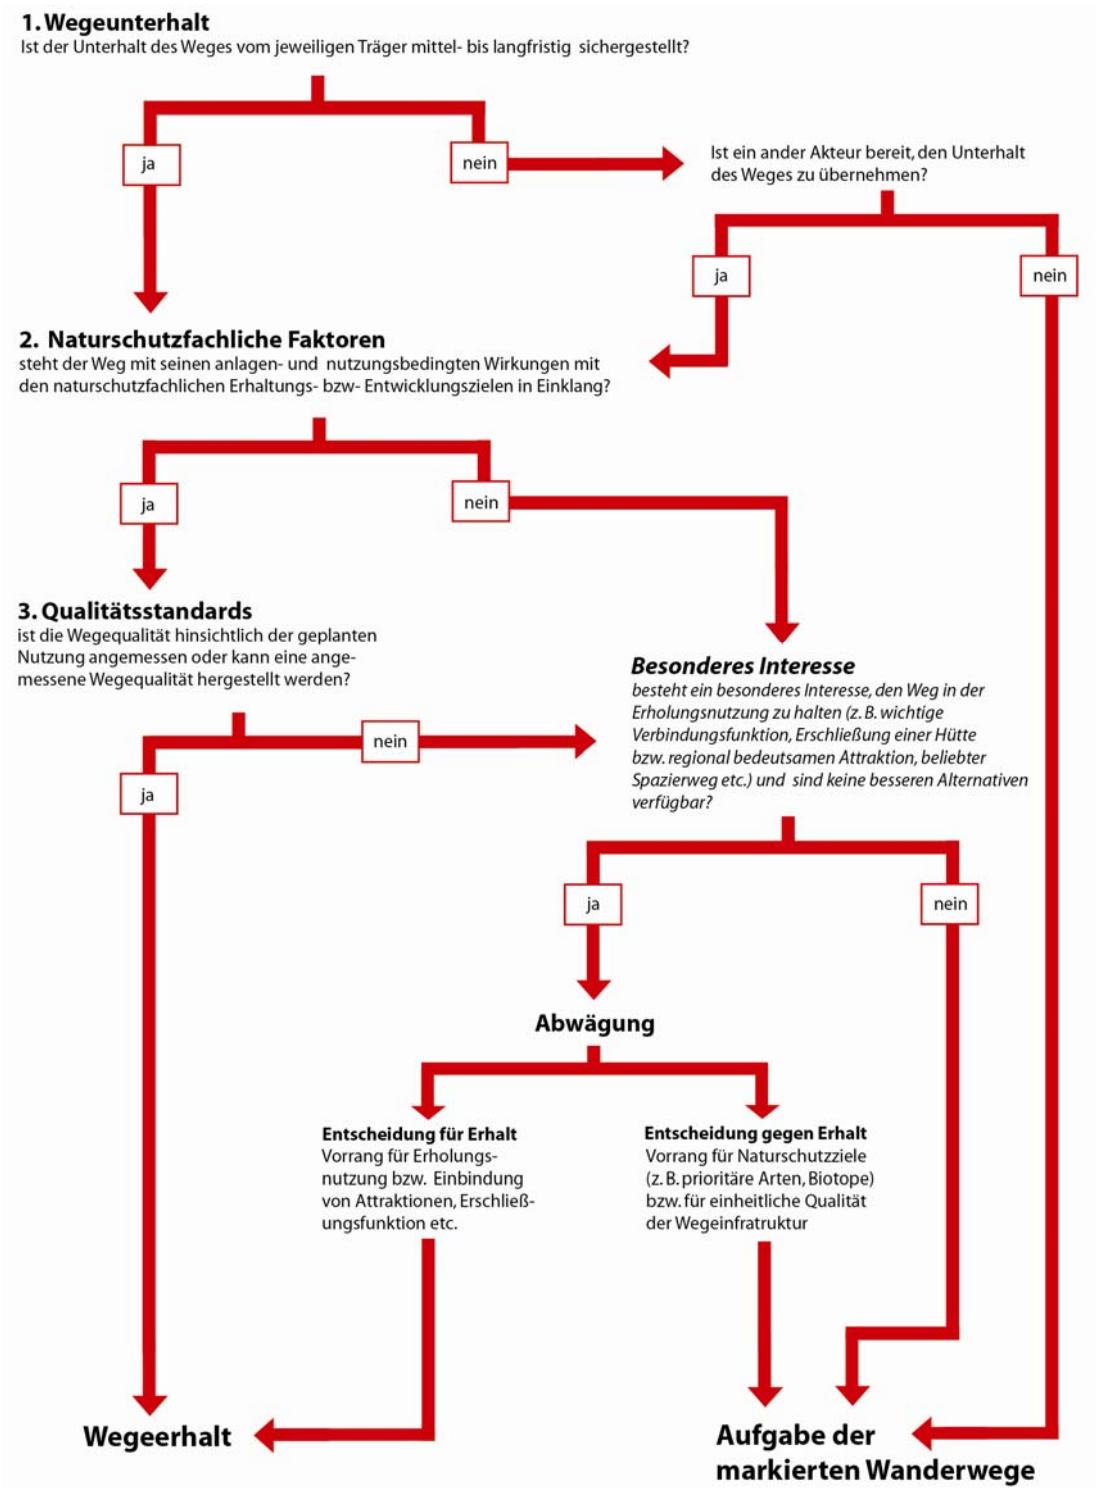 1. Wegeunterhalt
Ist der Unterhalt des Weges vom jeweiligen Träger mittel- bis langfristig sichergestellt?
ja
nein
Ist ein ander Akteur bereit, den Unterhalt
des Weges zu übernehmen?
ja
nein
2. Naturschutzfachliche Faktoren
steht der Weg mit seinen anlagen- und nutzungsbedingten Wirkungen mit
den naturschutzfachlichen Erhaltungs- bzw- Entwicklungszielen in Einklang?
ja
nein
3. Qualitätsstandards
ist die Wegequalität hinsichtlich der geplanten
Nutzung angemessen oder kann eine ange-
messene Wegequalität hergestellt werden?
nein
ja
Besonderes Interesse
besteht ein besonderes Interesse, den Weg in der
Erholungsnutzung zu halten (z. B. wichtige
Verbindungsfunktion, Erschließung einer Hütte
bzw. regional bedeutsamen Attraktion, beliebter
Spazierweg etc.) und sind keine besseren Alternativen
verfügbar?
ja
nein
Abwägung
Entscheidung für Erhalt
Vorrang für Erholungs-
nutzung bzw. Einbindung
von Attraktionen, Erschließ-
ungsfunktion etc.
Entscheidung gegen Erhalt
Vorrang für Naturschutzziele
(z. B. prioritäre Arten, Biotope)
bzw. für einheitliche Qualität
der Wegeinfratruktur
Wegeerhalt
Aufgabe der
markierten Wanderwege